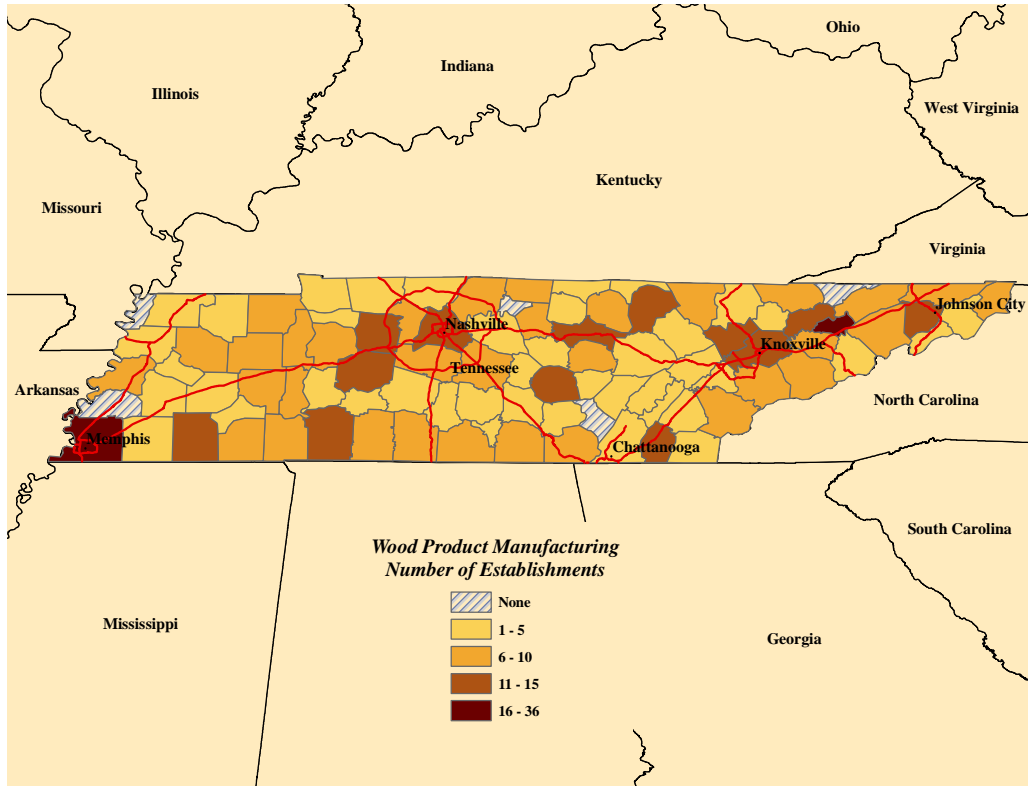 Ohio
Indiana
Illinois
West Virginia
Kentucky
Missouri
Virginia
Johnson City
Nashville
Knoxville
Tennessee
Arkansas
North Carolina
Memphis
Chattanooga
South Carolina
Wood Product Manufacturing
Number of Establishments
None
Mississippi
1 - 5
Georgia
6 - 10
11 - 15
16 - 36